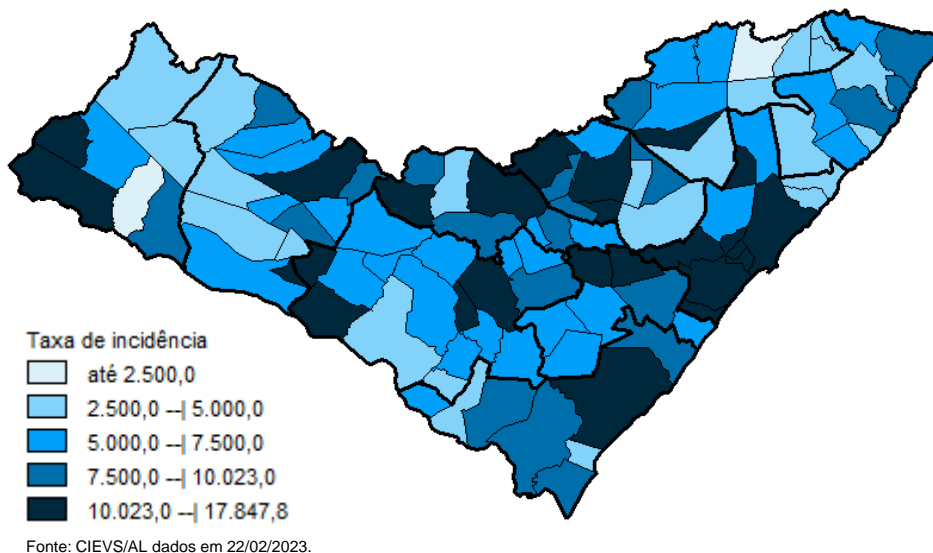 Taxa de incidência
até 2.500,0
2.500,0 --| 5.000,0
5.000,0 --| 7.500,0
7.500,0 --| 10.023,0
10.023,0 --| 17.847,8
Fonte: CIEVS/AL dados em 22/02/2023.